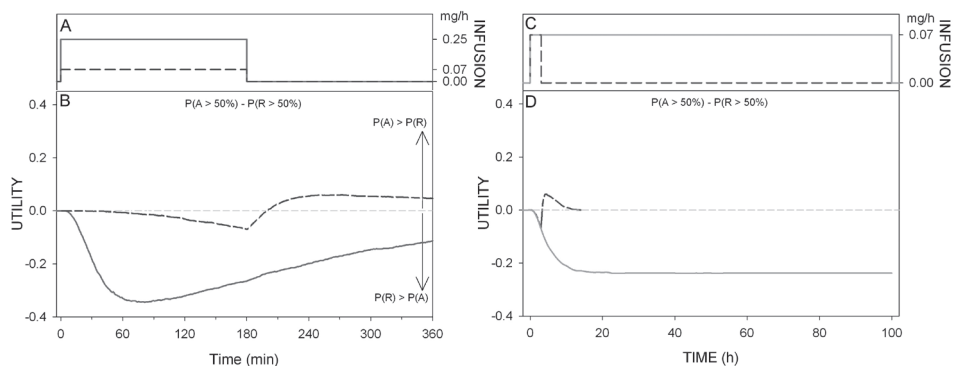 A
mg/h
0.25
0.07
0.00
INFUSION
C
mg/h
0.07
0.00
INFUSION
B
P(A > 50%) - P(R > 50%)
P(A) > P(R)
P(R) > P(A)
0.4
0.2
0.0
-0.2
-0.4
UTILITY
0 60 120 180 240 300 360
Time (min)
D
P(A > 50%) - P(R > 50%)
0.4
0.2
0.0
-0.2
-0.4
UTILITY
0 20 40 60 80 100
TIME (h)